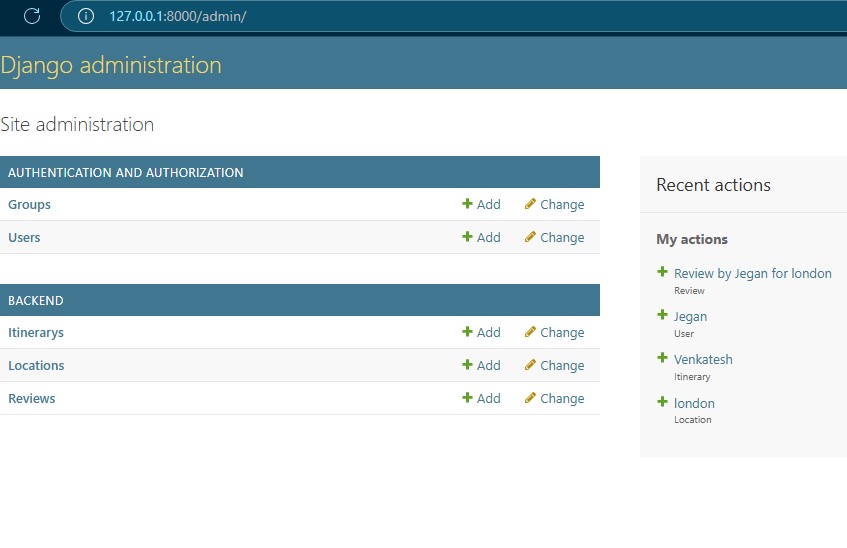 127.0.0.1:8000/admin/
Django administration
Site administration
AUTHENTICATION AND AUTHORIZATION
Groups Add Change
Users Add Change
BACKEND
Itinerarys Add Change
Locations Add Change
Reviews Add Change
Recent actions
My actions
Review by Jegan for london
Review
Jegan
User
Venkatesh
Itinerary
london
Location